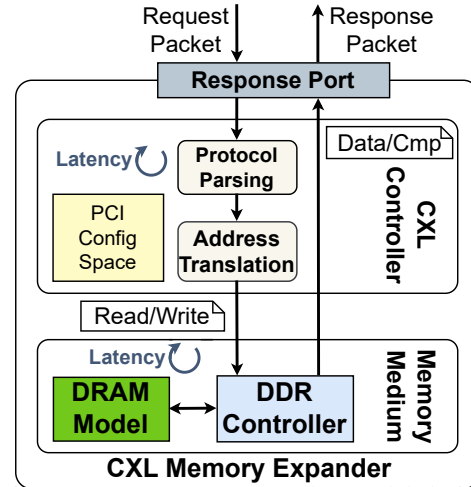 Request
Packet
Response
Packet
Response Port
Data/Cmp
Latency
Protocol
Parsing
CXL
Controller
PCI
Config
Space
Address
Translation
Read/Write
Latency
Memory
Medium
DRAM
Model
DDR
Controller
CXL Memory Expander